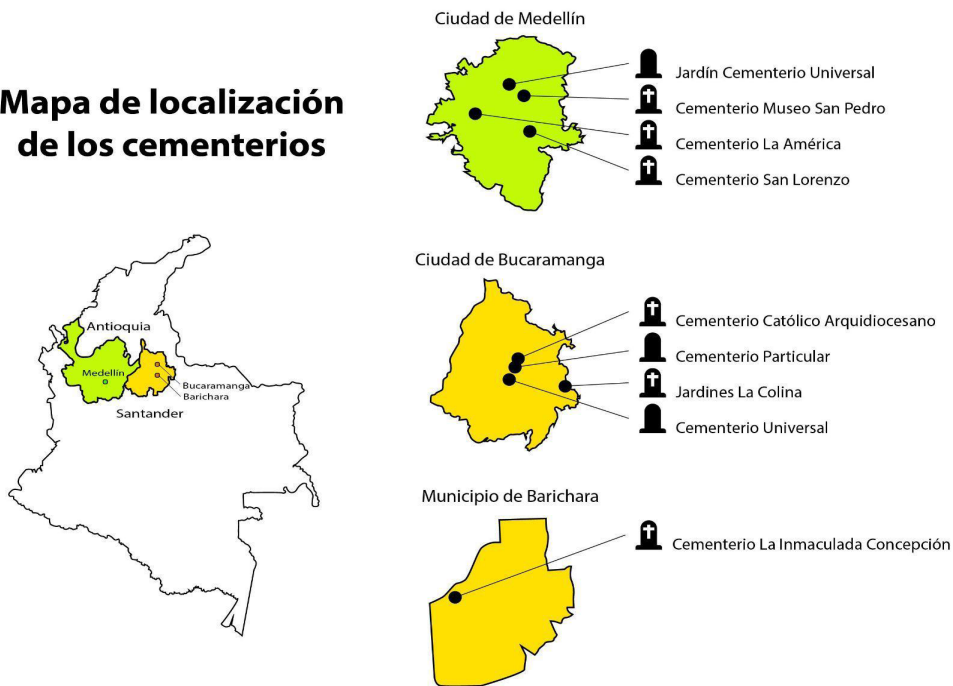 Mapa de localización
de los cementerios
Ciudad de Medellín
Jardín Cementerio Universal
Cementerio Museo San Pedro
Cementerio La América
Cementerio San Lorenzo
Antioquia
Medellín
Bucaramanga
Barichara
Santander
Ciudad de Bucaramanga
Cementerio Católico Arquidiocesano
Cementerio Particular
Jardines La Colina
Cementerio Universal
Municipio de Barichara
Cementerio La Inmaculada Concepción